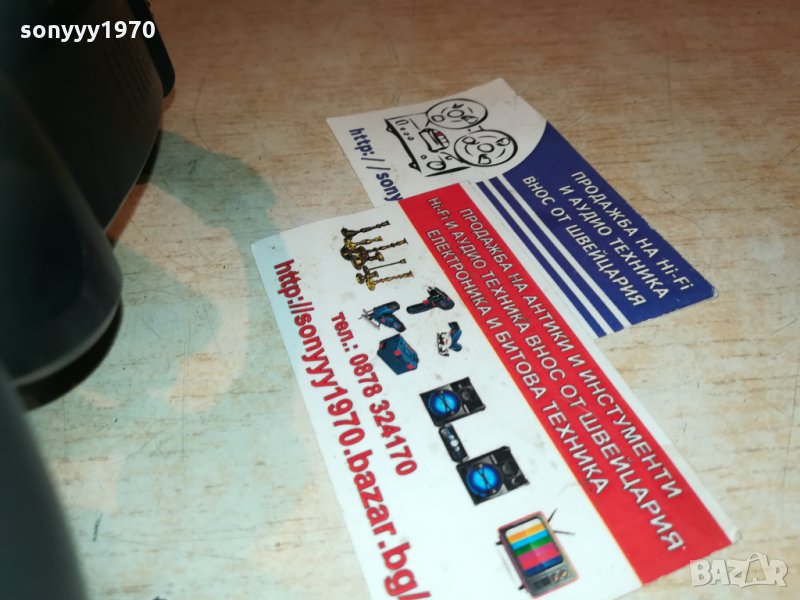 sonyyy1970
http://sony
ПРОДАЖБА НА Hi-Fi
И АУДИО ТЕХНИКА
ВНОС ОТ ШВЕЙЦАРИЯ
ПРОДАЖБА НА АНТИКИ И ИНСТУМЕНТИ
Hi-Fi И АУДИО ТЕХНИКА ВНОС ОТ ШВЕЙЦАРИЯ
ЕЛЕКТРОНИКА И БИТОВА ТЕХНИКА
тел.: 0878 324170
http://sonyyy1970.bazar.bg/
BAZAR